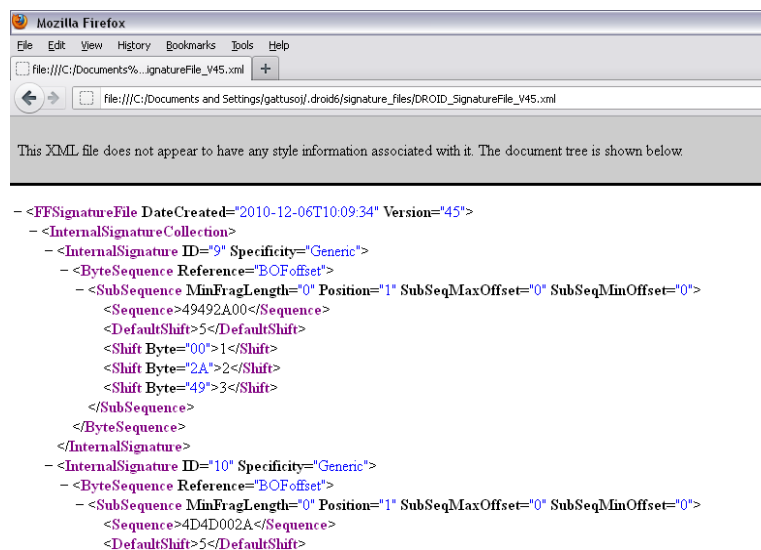 Mozilla Firefox
File Edit View History Bookmarks Tools Help
file:///C:/Documents%...ignatureFile_V45.xml +
file:///C:/Documents and Settings/gattusoj/.droid6/signature_files/DROID_SignatureFile_V45.xml
This XML file does not appear to have any style information associated with it. The document tree is shown below.
− <FFSignatureFile DateCreated="2010-12-06T10:09:34" Version="45">
− <InternalSignatureCollection>
− <InternalSignature ID="9" Specificity="Generic">
− <ByteSequence Reference="BOFoffset">
− <SubSequence MinFragLength="0" Position="1" SubSeqMaxOffset="0" SubSeqMinOffset="0">
<Sequence>49492A00</Sequence>
<DefaultShift>5</DefaultShift>
<Shift Byte="00">1</Shift>
<Shift Byte="2A">2</Shift>
<Shift Byte="49">3</Shift>
</SubSequence>
</ByteSequence>
</InternalSignature>
− <InternalSignature ID="10" Specificity="Generic">
− <ByteSequence Reference="BOFoffset">
− <SubSequence MinFragLength="0" Position="1" SubSeqMaxOffset="0" SubSeqMinOffset="0">
<Sequence>4D4D002A</Sequence>
<DefaultShift>5</DefaultShift>